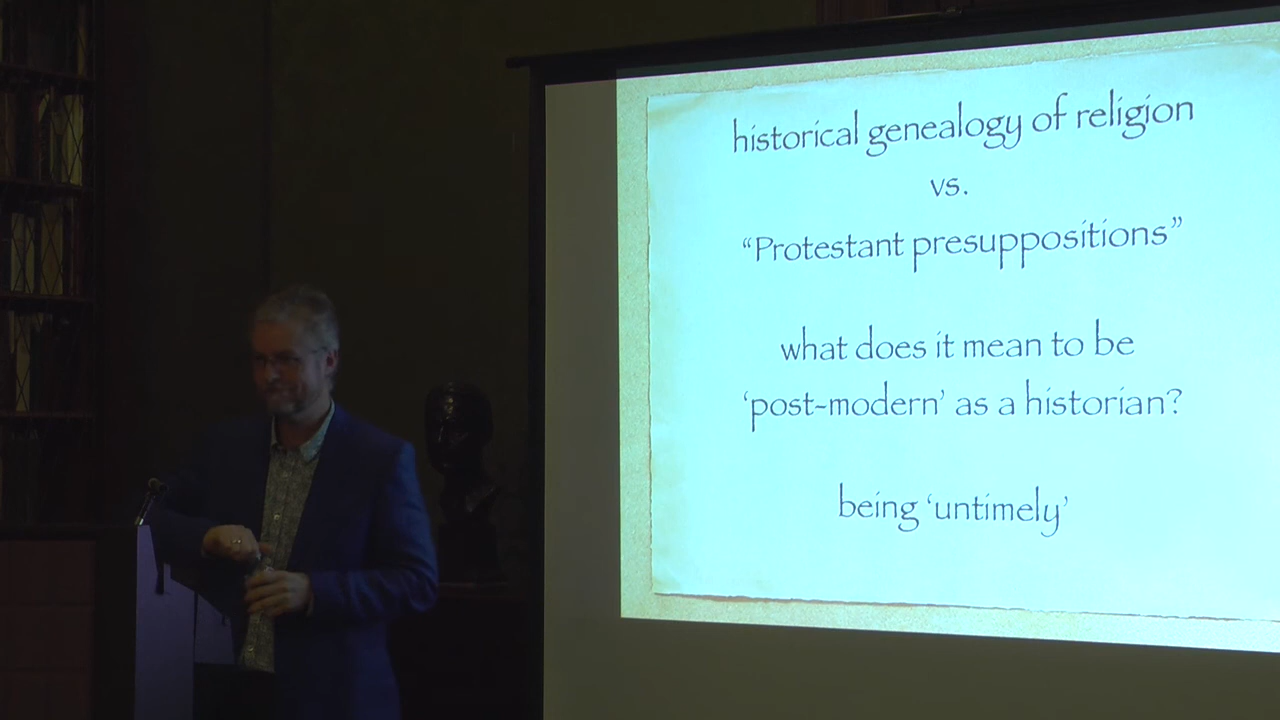 historical genealogy of religion
vs.
“Protestant presuppositions”
what does it mean to be
‘post-modern’ as a historian?
being ‘untimely’